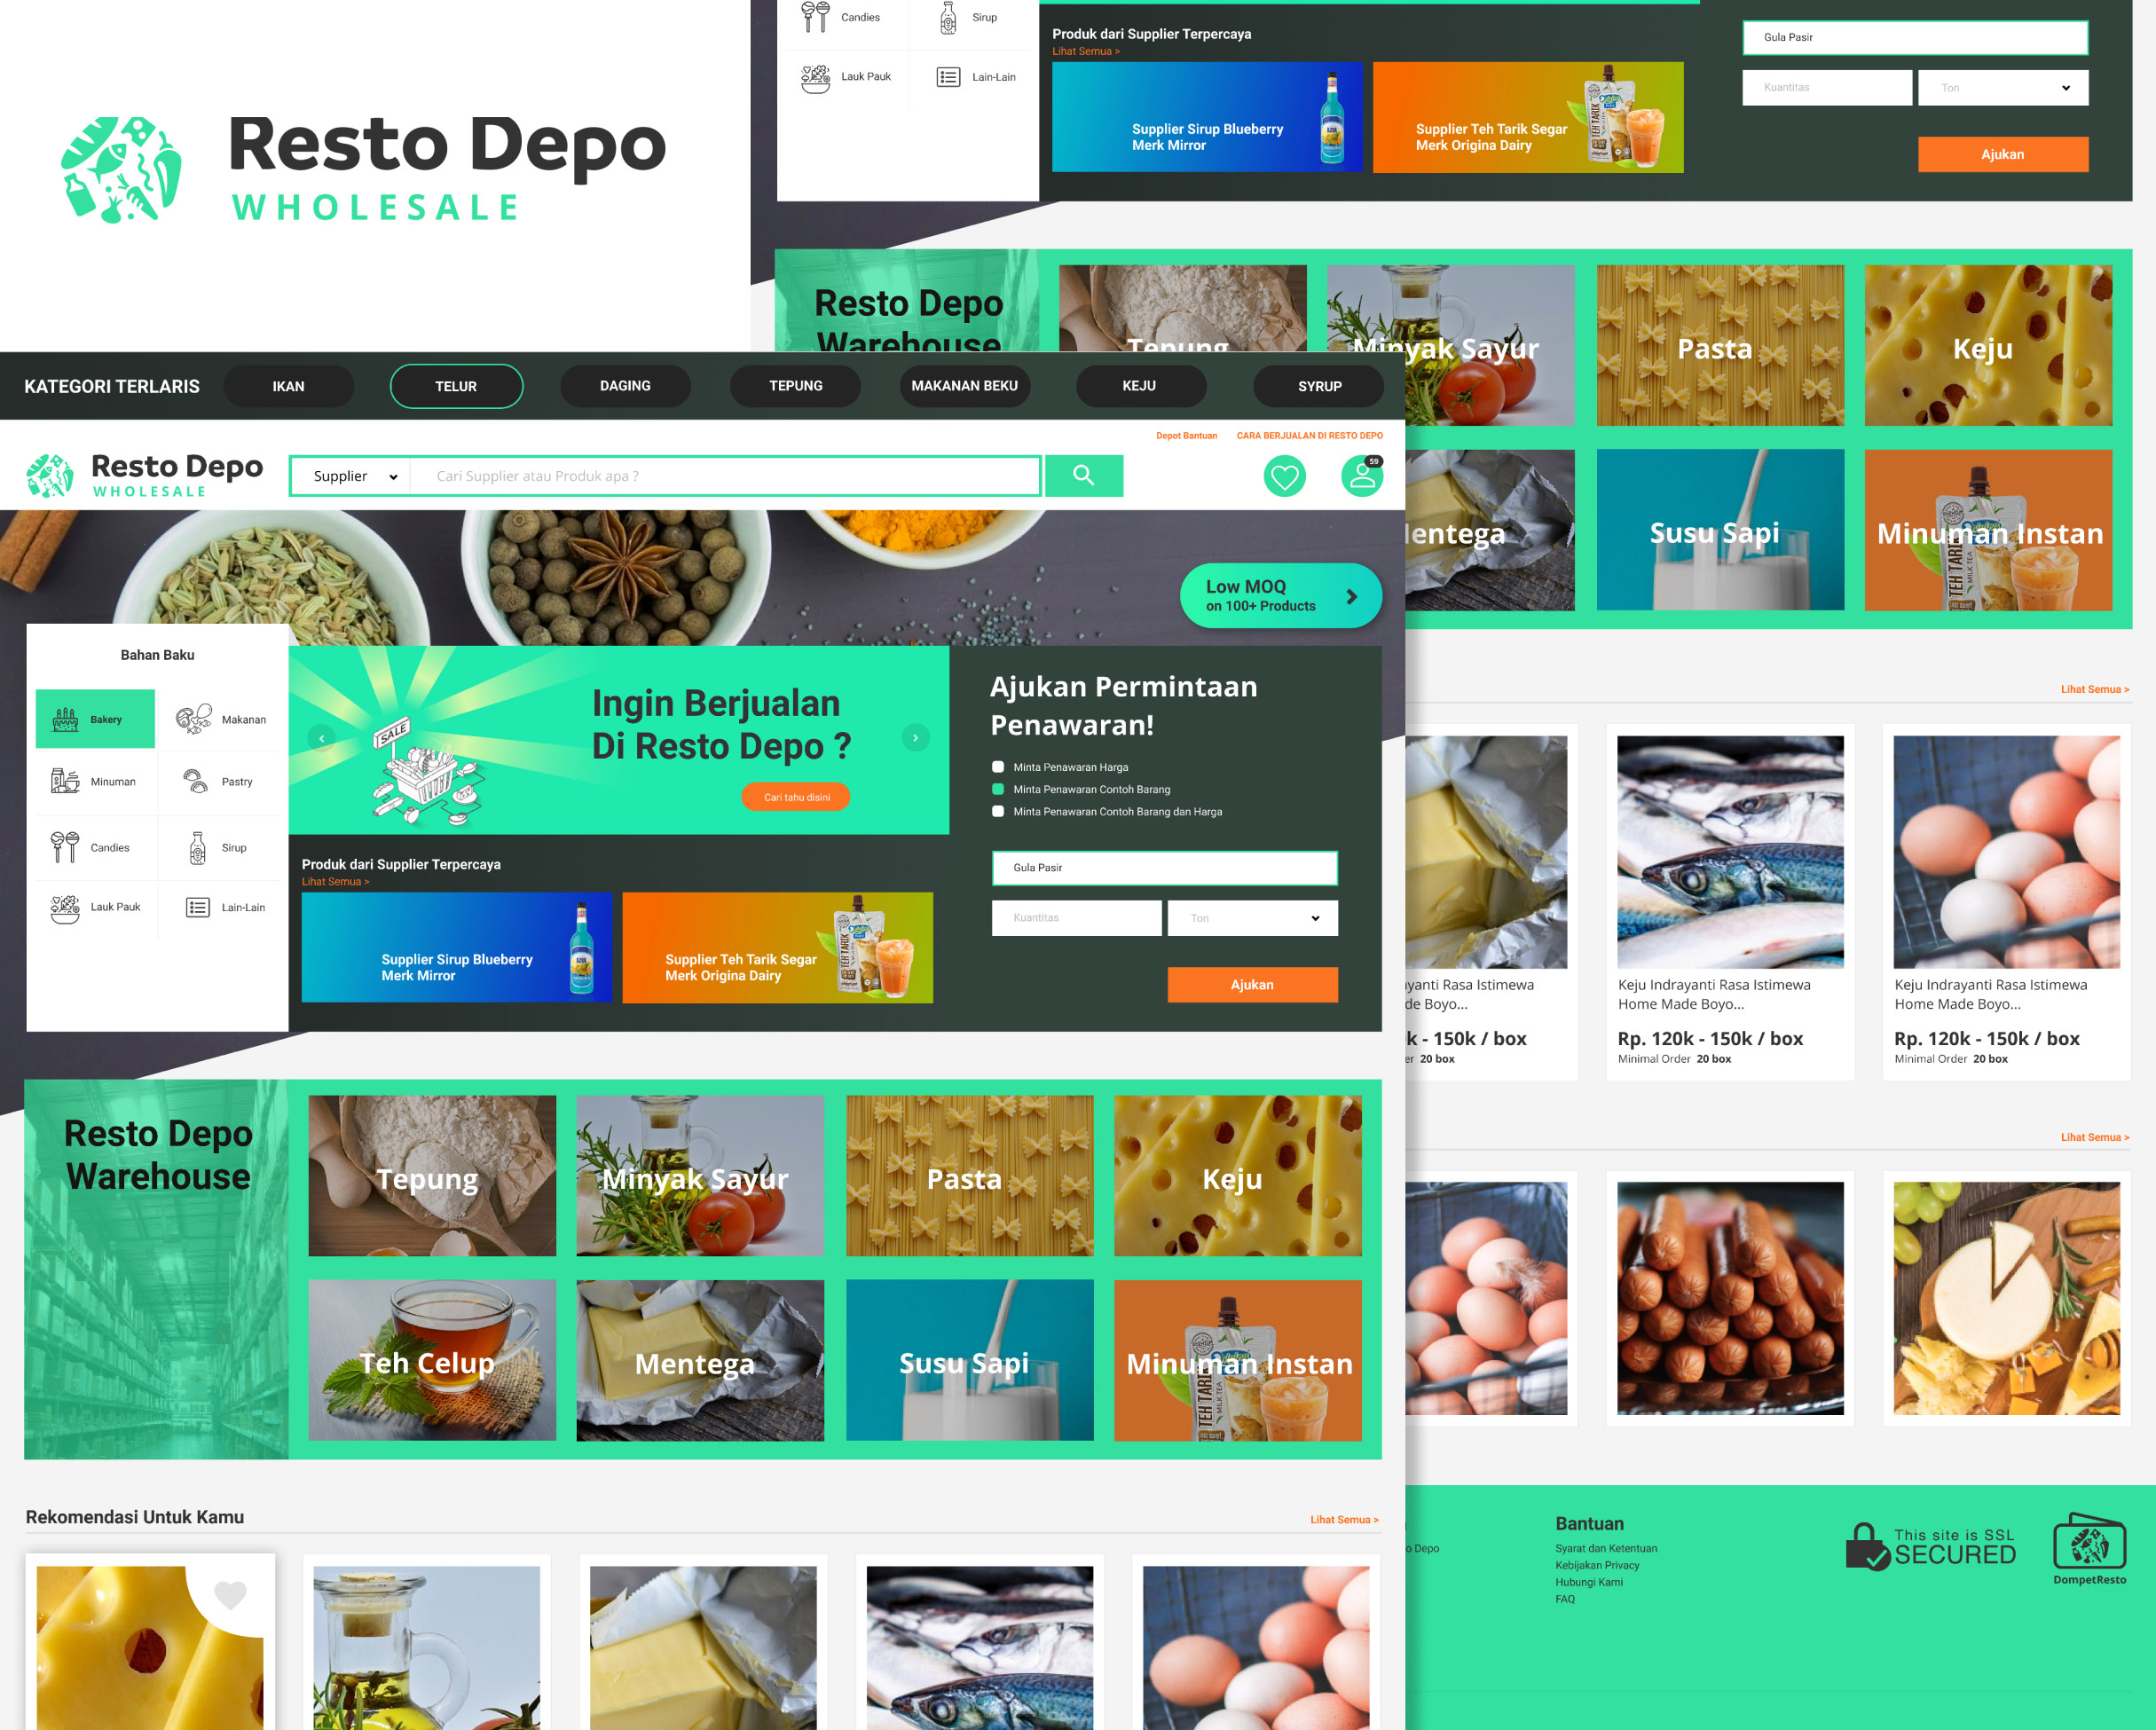 Resto Depo
WHOLESALE
Candies
Sirup
Lauk Pauk
Lain-Lain
Produk dari Supplier Terpercaya
Lihat Semua >
Supplier Sirup Blueberry
Merk Mirror
Supplier Teh Tarik Segar
Merk Origina Dairy
TEH TARIK
Gula Pasir
Kuantitas
Ton
Ajukan
Resto Depo
Warehouse
Tepung
Minyak Sayur
Pasta
Keju
KATEGORI TERLARIS
IKAN
TELUR
DAGING
TEPUNG
MAKANAN BEKU
KEJU
SYRUP
Depot Bantuan
CARA BERJUALAN DI RESTO DEPO
Resto Depo
WHOLESALE
Supplier
Cari Supplier atau Produk apa ?
59
Susu Sapi
Minuman Instan
MILK TEA
Low MOQ
on 100+ Products
Bahan Baku
Bakery
Makanan
Minuman
Pastry
Candies
Sirup
Lauk Pauk
Lain-Lain
SALE
Ingin Berjualan
Di Resto Depo ?
Cari tahu disini
Ajukan Permintaan
Penawaran!
Minta Penawaran Harga
Minta Penawaran Contoh Barang
Minta Penawaran Contoh Barang dan Harga
Gula Pasir
Kuantitas
Ton
Ajukan
Produk dari Supplier Terpercaya
Lihat Semua >
Supplier Sirup Blueberry
Merk Mirror
Supplier Teh Tarik Segar
Merk Origina Dairy
TEH TARIK
Lihat Semua >
Rasa Istimewa
Boyo...
- 150k / box
20 box
Keju Indrayanti Rasa Istimewa
Home Made Boyo...
Rp. 120k - 150k / box
Minimal Order 20 box
Keju Indrayanti Rasa Istimewa
Home Made Boyo...
Rp. 120k - 150k / box
Minimal Order 20 box
Lihat Semua >
Resto Depo
Warehouse
Tepung
Minyak Sayur
Pasta
Keju
Teh Celup
Mentega
Susu Sapi
Minuman Instan
MILK TEA
Rekomendasi Untuk Kamu
Lihat Semua >
Depo
Bantuan
Syarat dan Ketentuan
Kebijakan Privacy
Hubungi Kami
FAQ
This site is SSL
SECURED
DompetResto